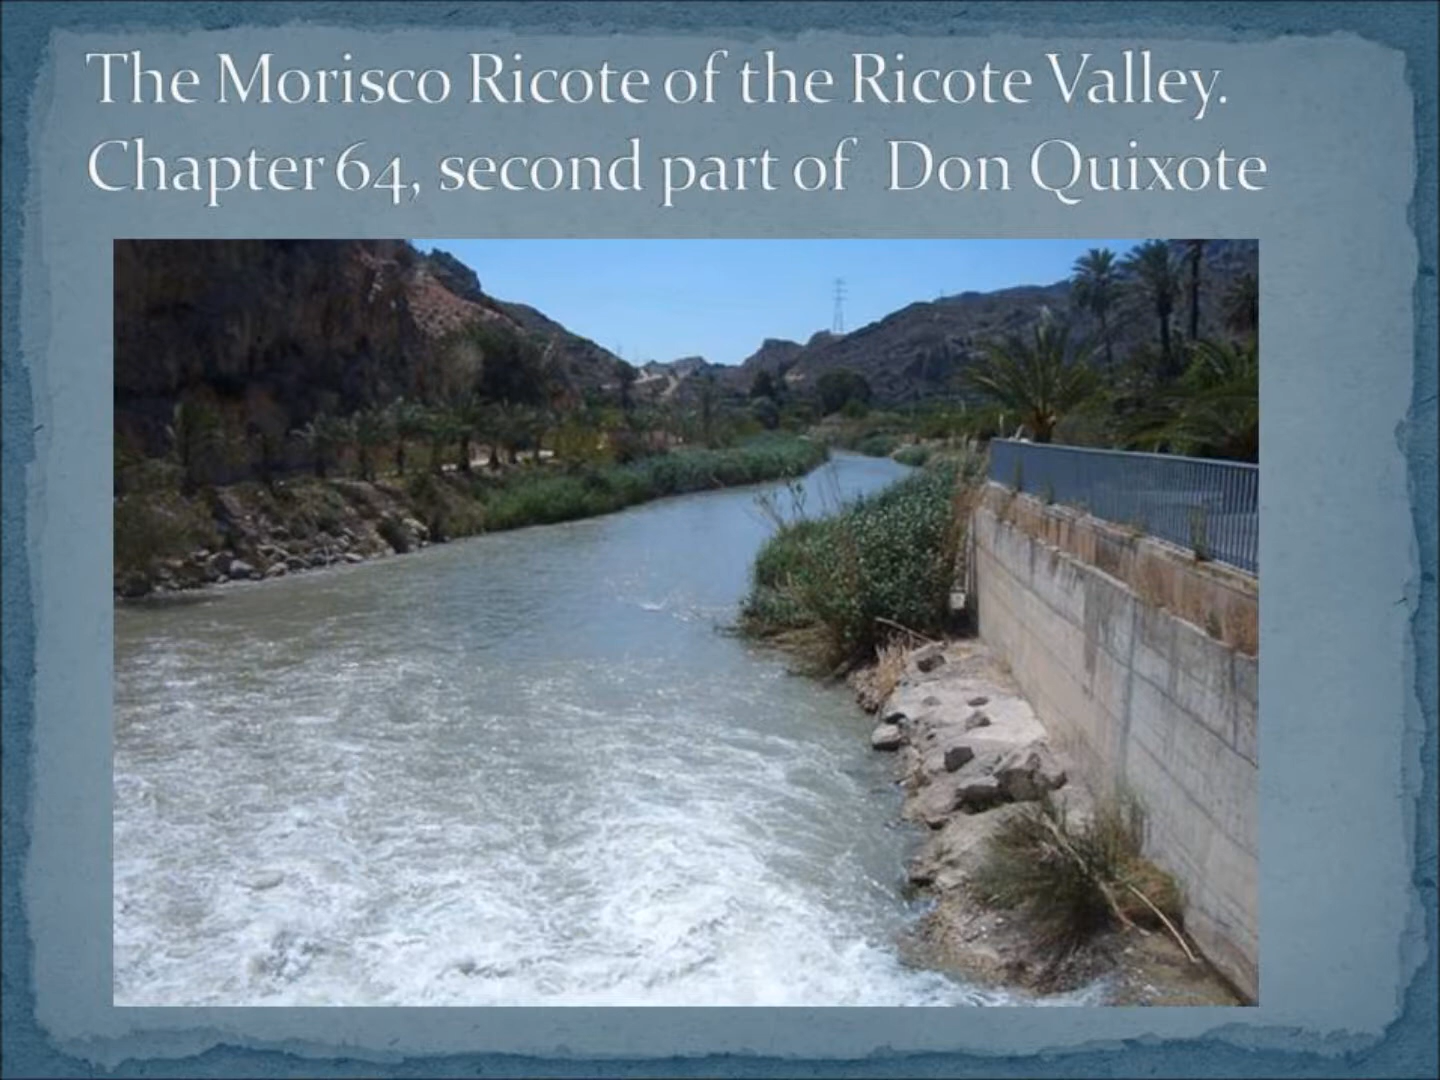 The Morisco Ricote of the Ricote Valley.
Chapter 64, second part of Don Quixote